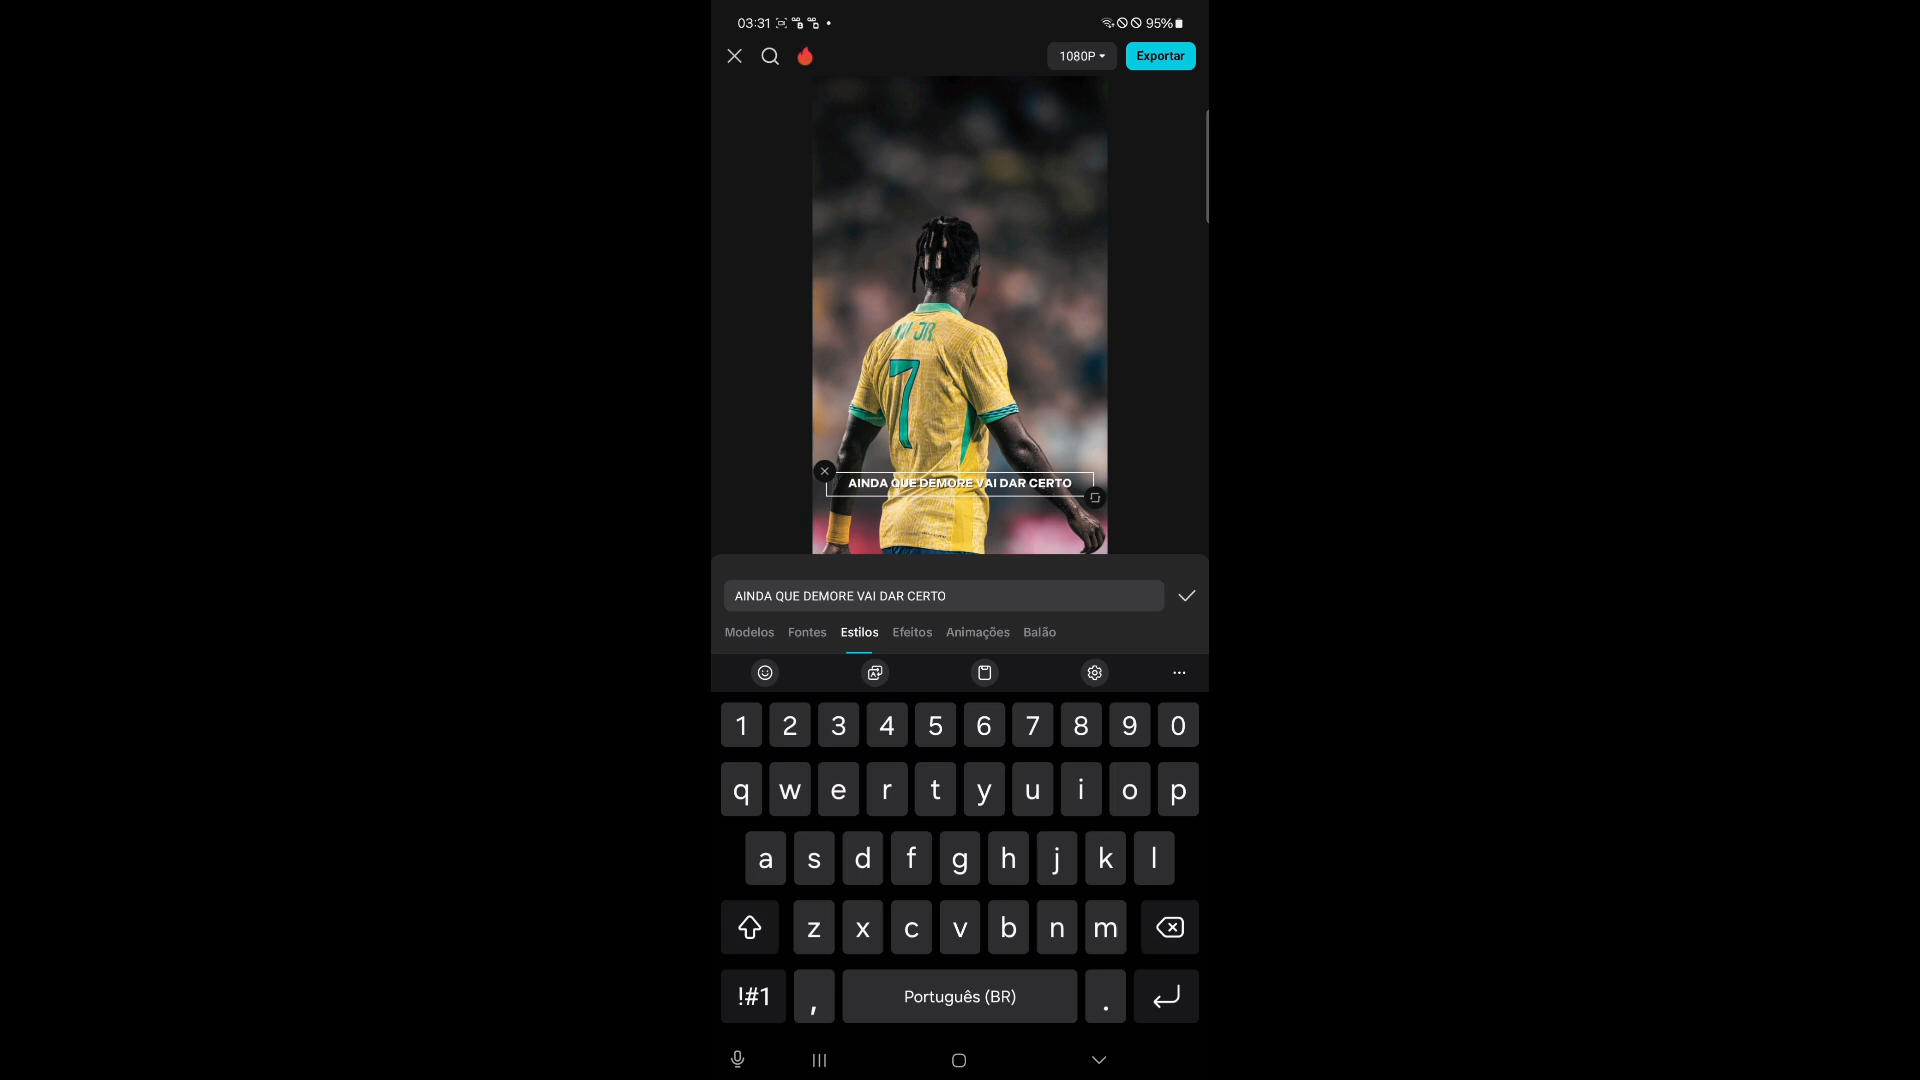 03:31
95%
1080P
Exportar
JR
7
AINDA QUE DEMORE VAI DAR CERTO
AINDA QUE DEMORE VAI DAR CERTO
Modelos Fontes Estilos Efeitos Animações Balão
1 2 3 4 5 6 7 8 9 0
q w e r t y u i o p
a s d f g h j k l
z x c v b n m
!#1 , Português (BR) .